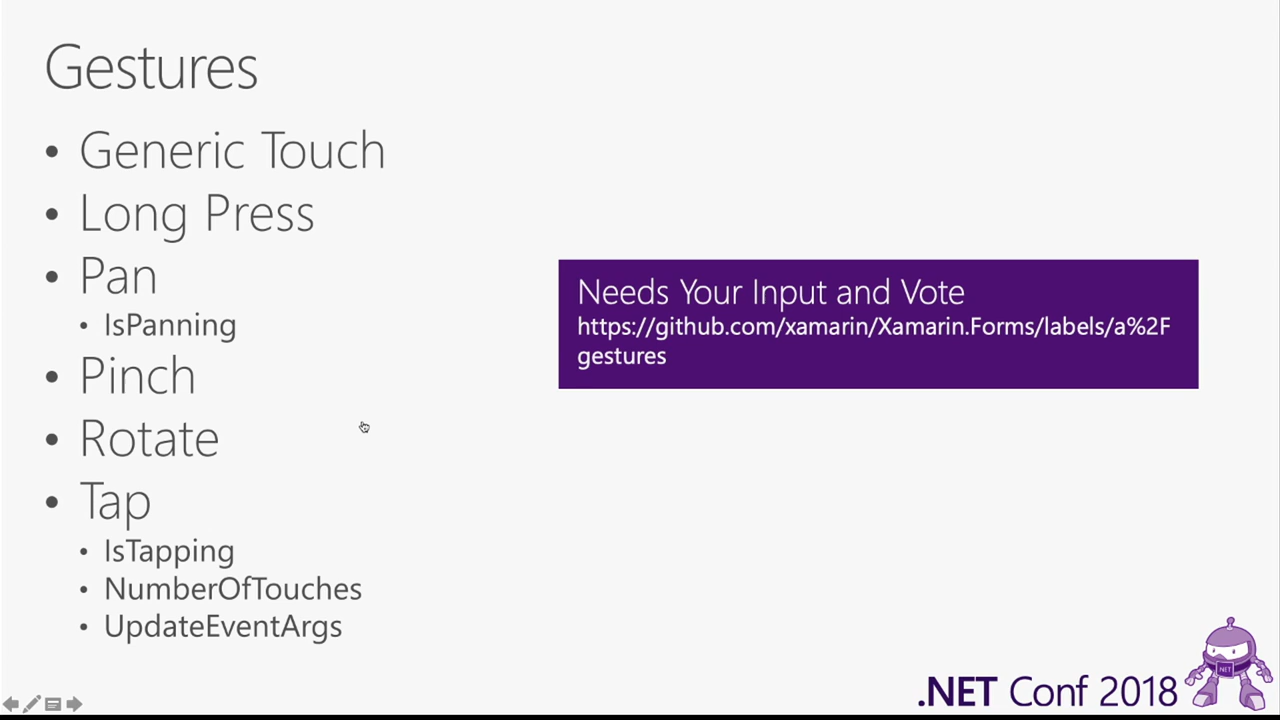 Gestures
• Generic Touch
• Long Press
• Pan
• IsPanning
• Pinch
• Rotate
• Tap
• IsTapping
• NumberOfTouches
• UpdateEventArgs
Needs Your Input and Vote
https://github.com/xamarin/Xamarin.Forms/labels/a%2F
gestures
.NET Conf 2018
.NET